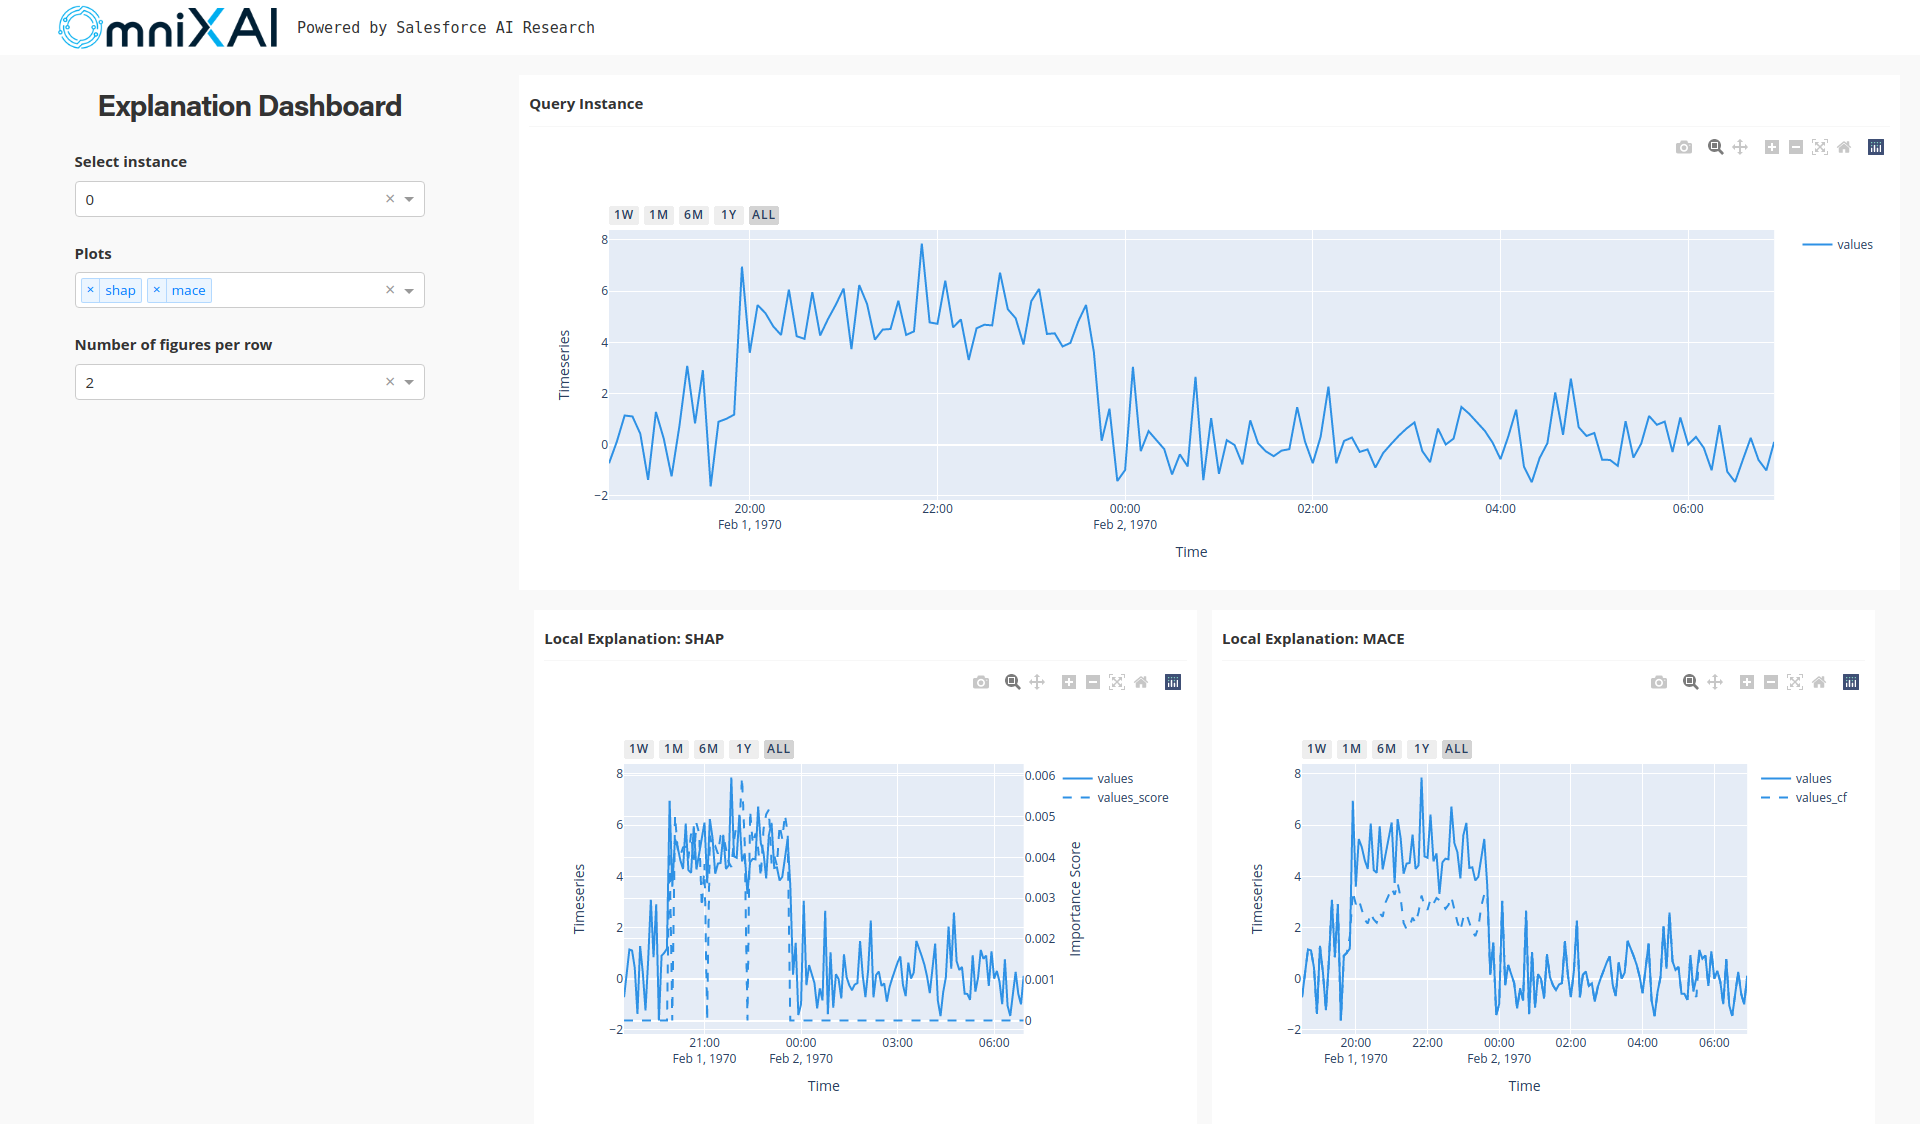 OmniXAI Powered by Salesforce AI Research
Explanation Dashboard
Select instance
0
Plots
× shap × mace
Number of figures per row
2
Query Instance
1W 1M 6M 1Y ALL
8
6
4
2
0
−2
Timeseries
20:00 22:00 00:00 02:00 04:00 06:00
Feb 1, 1970 Feb 2, 1970
Time
values
Local Explanation: SHAP
1W 1M 6M 1Y ALL
8
6
4
2
0
−2
Timeseries
0.006
0.005
0.004
0.003
0.002
0.001
0
Importance Score
values
values_score
21:00 00:00 03:00 06:00
Feb 1, 1970 Feb 2, 1970
Time
Local Explanation: MACE
1W 1M 6M 1Y ALL
8
6
4
2
0
−2
Timeseries
values
values_cf
20:00 22:00 00:00 02:00 04:00 06:00
Feb 1, 1970 Feb 2, 1970
Time